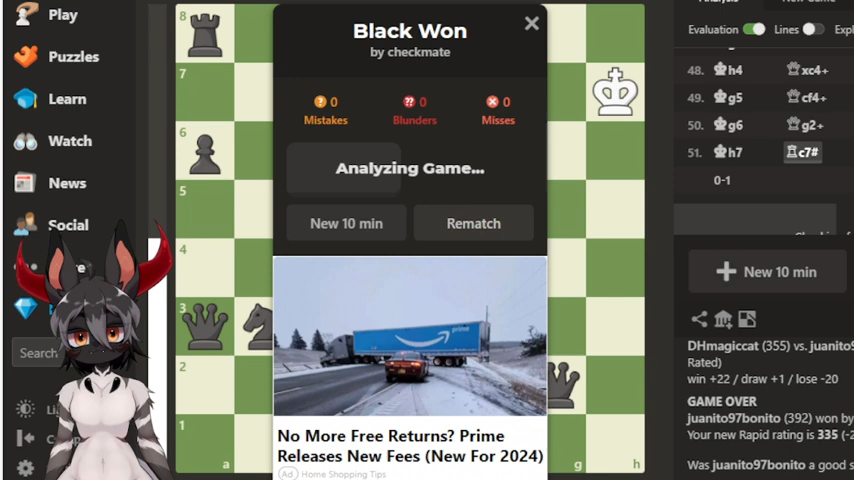 Play
Puzzles
Learn
Watch
News
Social
Search
8
7
6
5
4
3
2
1
a
g
h
Black Won
by checkmate
0
Mistakes
?? 0
Blunders
0
Misses
Analyzing Game...
New 10 min
Rematch
prime
No More Free Returns? Prime
Releases New Fees (New For 2024)
Ad Home Shopping Tips
Evaluation
Lines
48. h4 xc4+
49. g5 cf4+
50. g6 g2+
51. h7 c7#
0-1
+ New 10 min
DHmagiccat (355) vs.
Rated)
win +22 / draw +1 / lose -20
GAME OVER
juanito97bonito (392) won by
Your new Rapid rating is 335
Was juanito97bonito a good